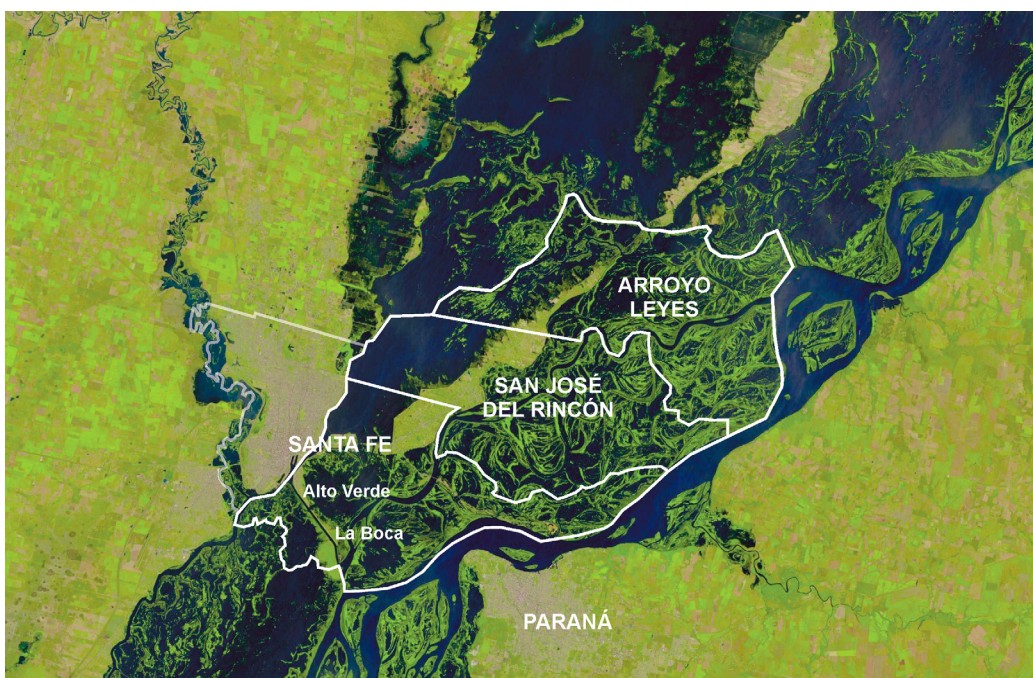 ARROYO
LEYES
SAN JOSÉ
DEL RINCÓN
SANTA FE
Alto Verde
La Boca
PARANÁ